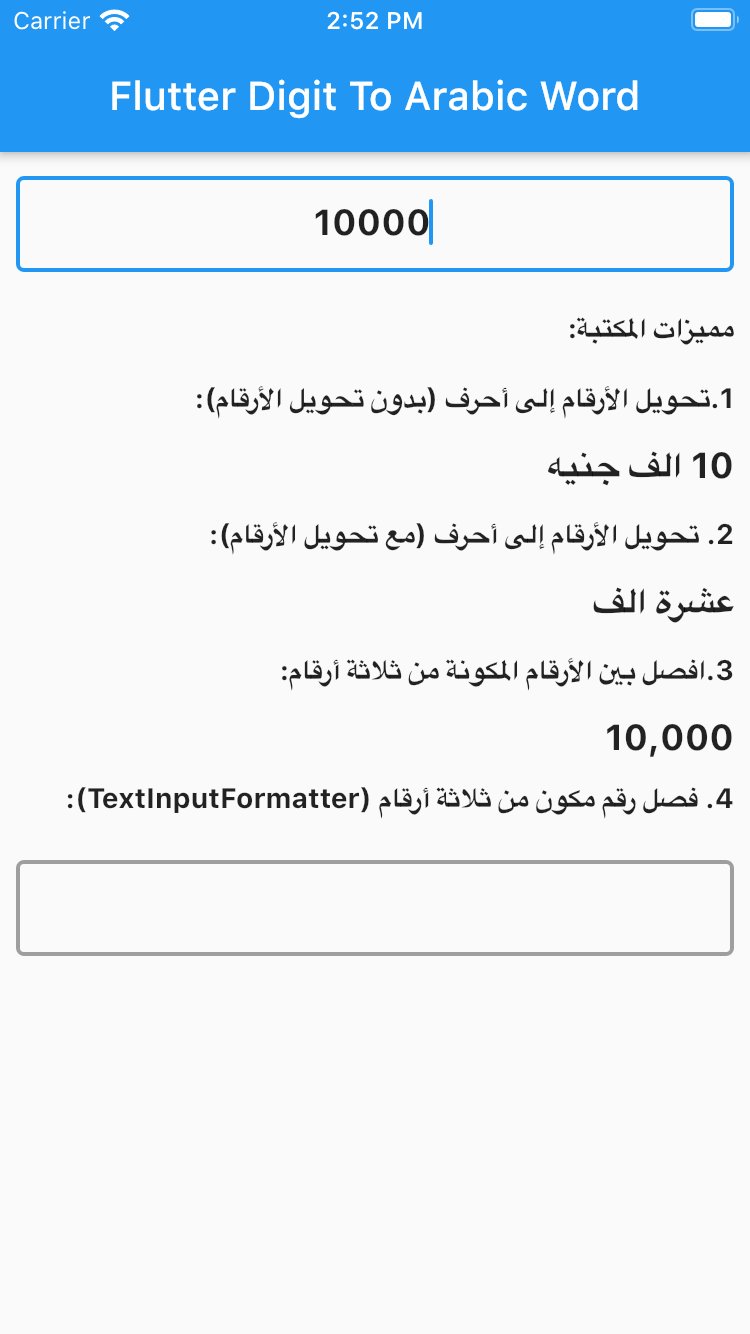 Carrier 2:52 PM
Flutter Digit To Arabic Word
10000
مميزات المكتبة:
1.تحويل الأرقام إلى أحرف (بدون تحويل الأرقام):
10 الف جنيه
2. تحويل الأرقام إلى أحرف (مع تحويل الأرقام):
عشرة الف
3.افصل بين الأرقام المكونة من ثلاثة أرقام:
10,000
4. فصل رقم مكون من ثلاثة أرقام (TextInputFormatter):